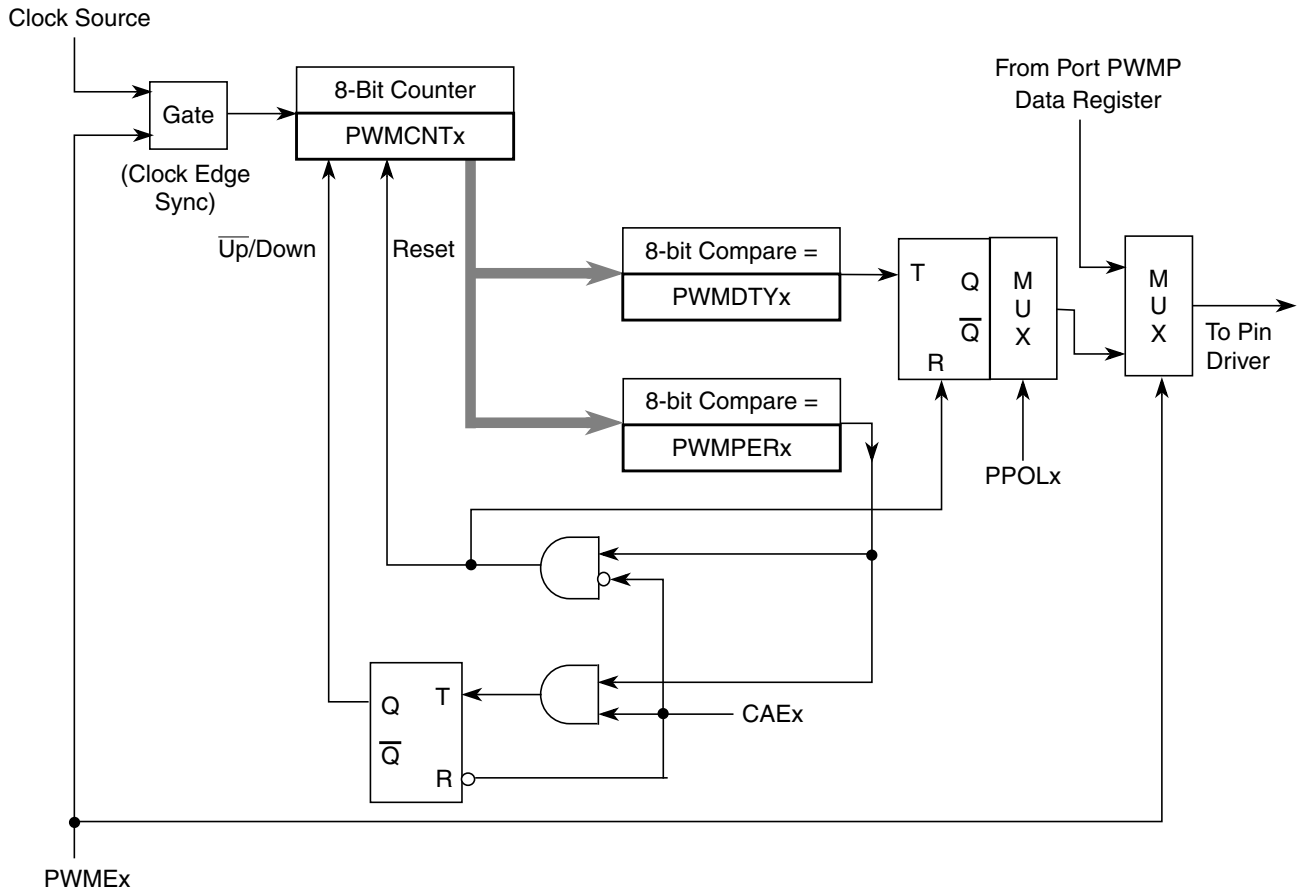 Clock Source
Gate
(Clock Edge
Sync)
8-Bit Counter
PWMCNTx
U̅p̅/Down
Reset
From Port PWMP
Data Register
8-bit Compare =
PWMDTYx
T
Q
Q̅
R
M
U
X
M
U
X
To Pin
Driver
8-bit Compare =
PWMPERx
PPOLx
Q
T
Q̅
R
CAEx
PWMEx